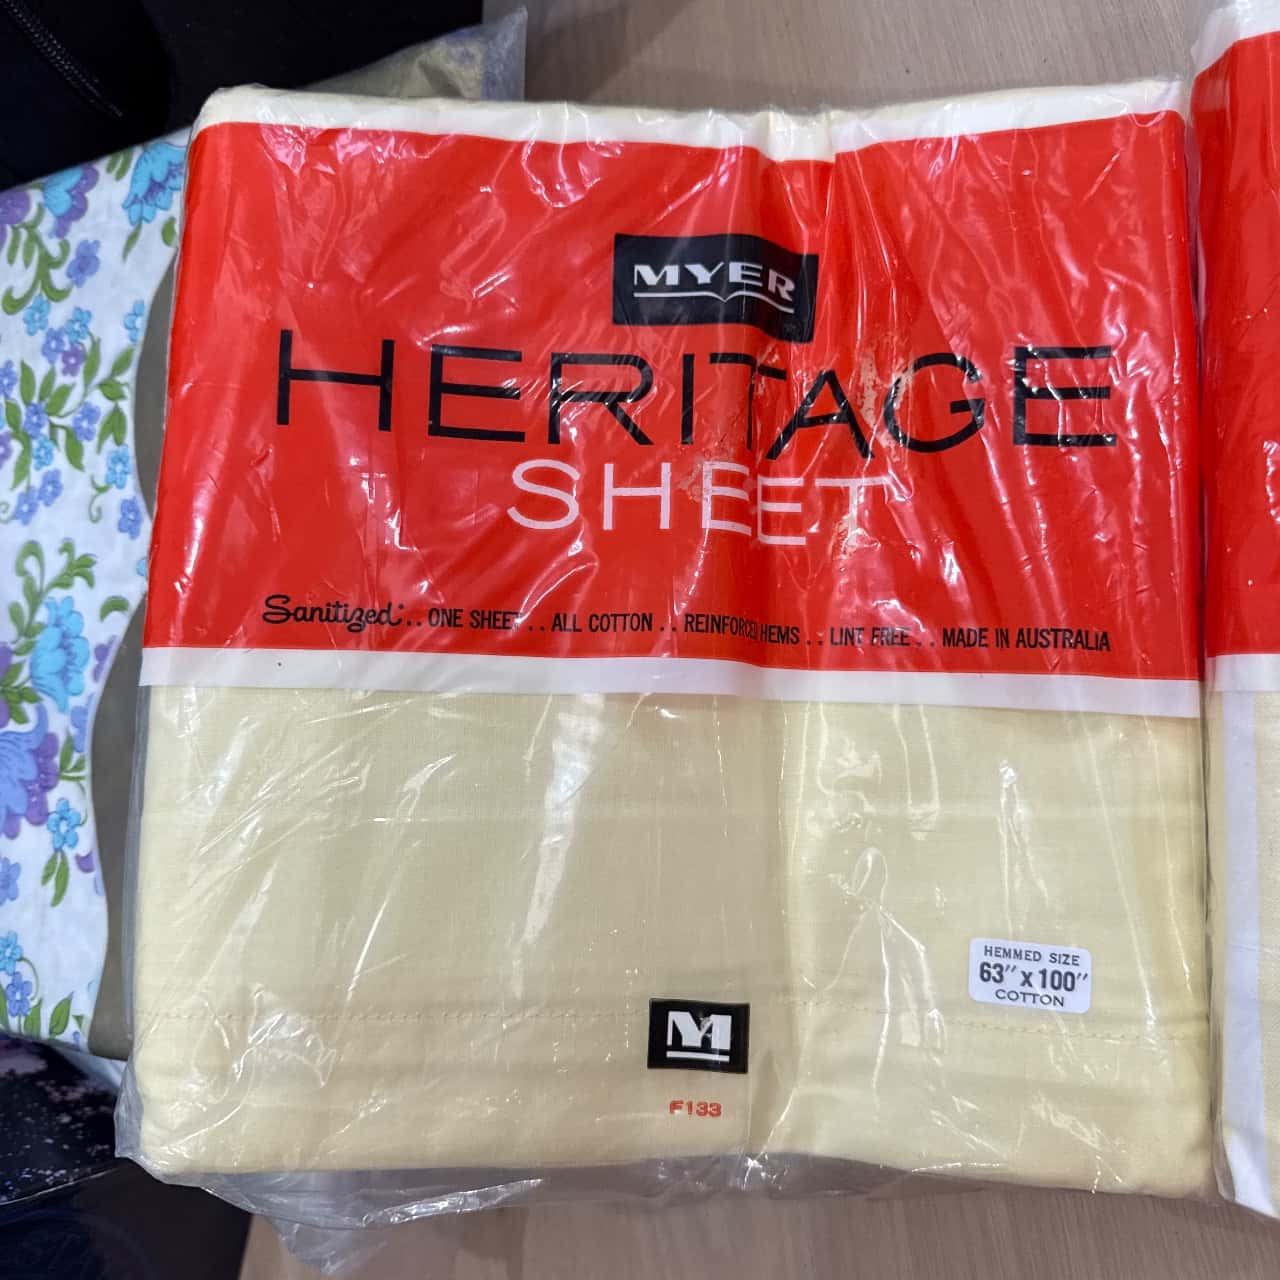 MYER
HERITAGE
SHEET
Sanitized .. ONE SHEET .. ALL COTTON .. REINFORCED HEMS .. LINT FREE .. MADE IN AUSTRALIA
HEMMED SIZE
63" x 100"
COTTON
M
F133